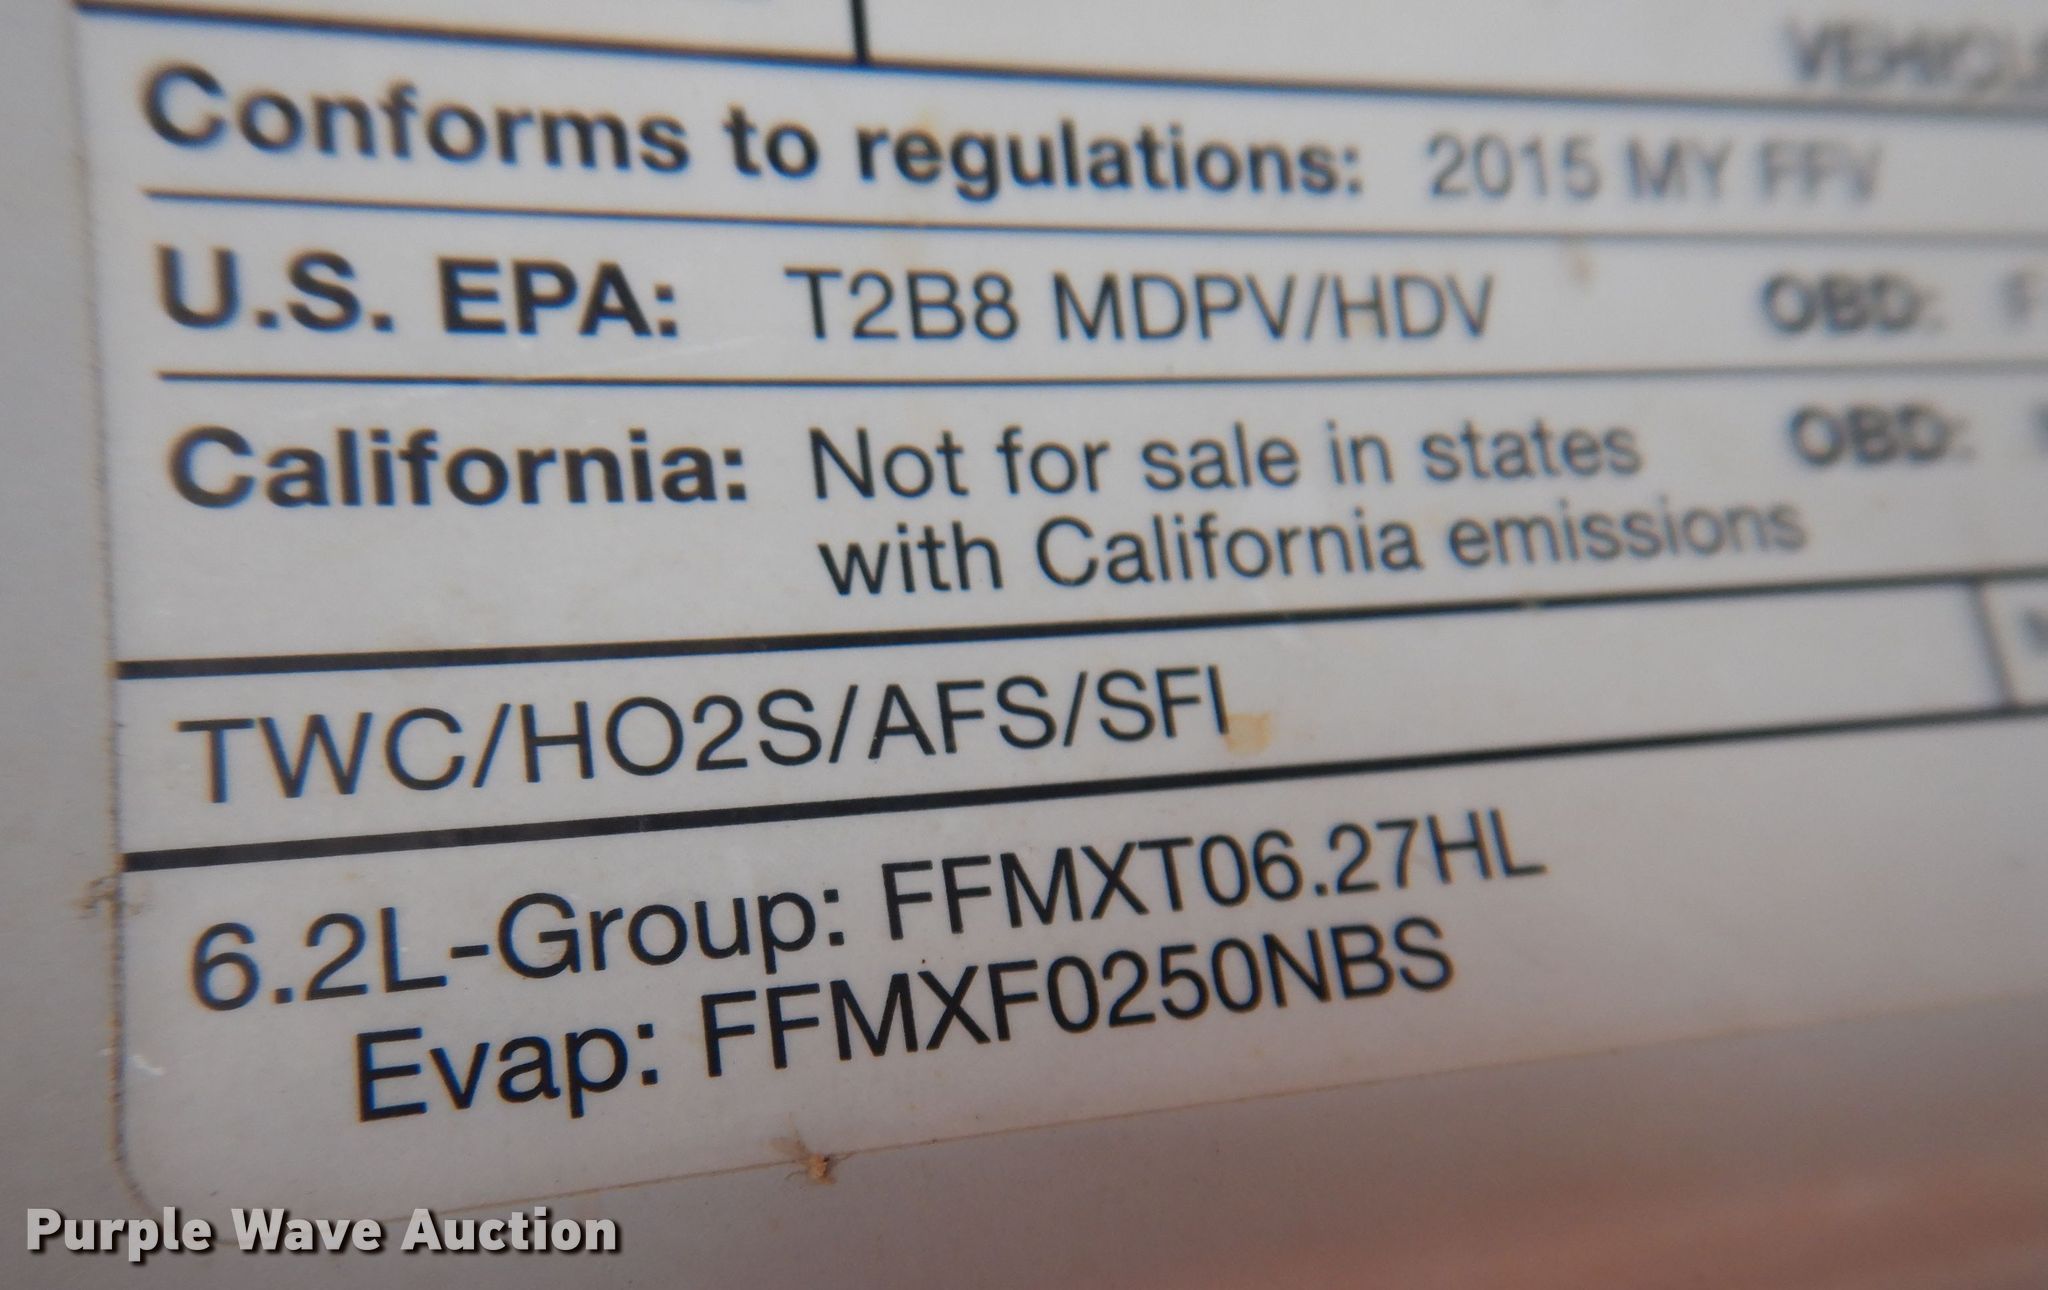 VEHICLE
Conforms to regulations: 2015 MY FFV
U.S. EPA: T2B8 MDPV/HDV OBD: F
California: Not for sale in states OBD:
with California emissions
TWC/HO2S/AFS/SFI
6.2L-Group: FFMXT06.27HL
Evap: FFMXF0250NBS
Purple Wave Auction